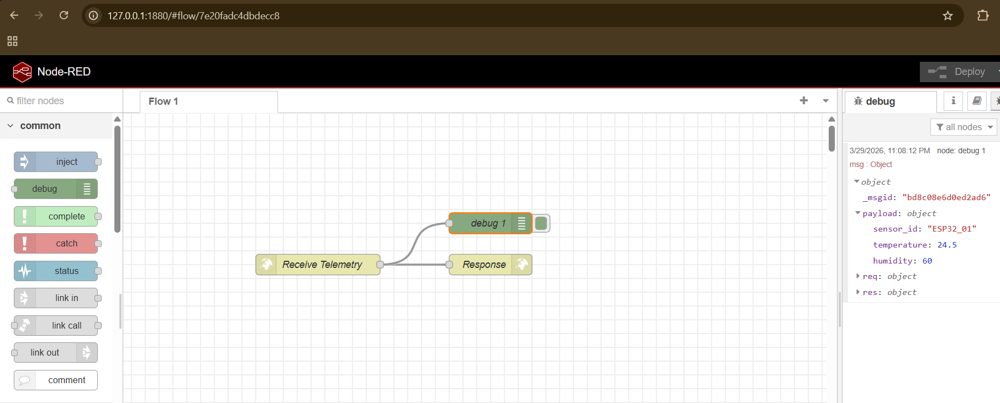 127.0.0.1:1880/#flow/7e20fadc4dbdecc8
Node-RED
Deploy
filter nodes
Flow 1
debug
i
common
all nodes
inject
debug
complete
catch
status
link in
link call
link out
comment
debug 1
Receive Telemetry
Response
3/29/2026, 11:08:12 PM node: debug 1
msg : Object
object
_msgid: "bd8c08e6d0ed2ad6"
payload: object
sensor_id: "ESP32_01"
temperature: 24.5
humidity: 60
req: object
res: object